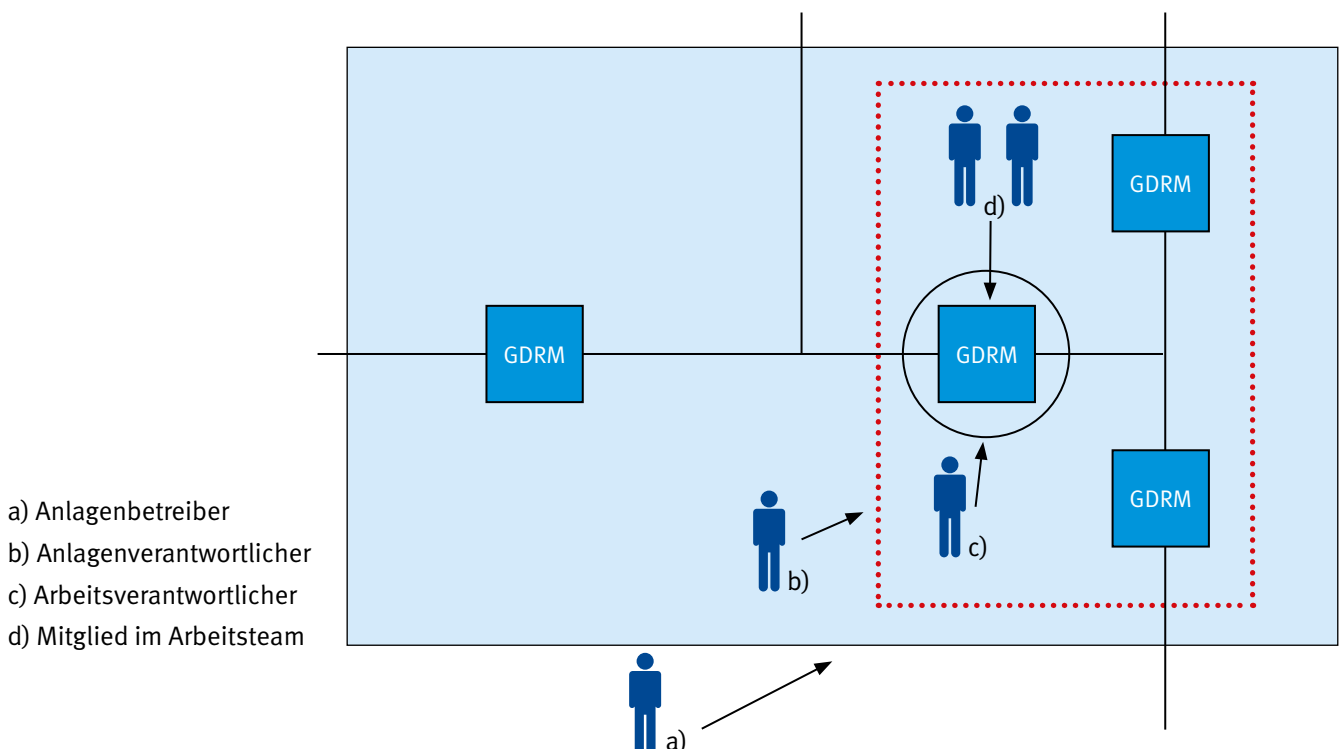 GDRM
d)
GDRM
GDRM
GDRM
c)
b)
a)
a) Anlagenbetreiber
b) Anlagenverantwortlicher
c) Arbeitsverantwortlicher
d) Mitglied im Arbeitsteam